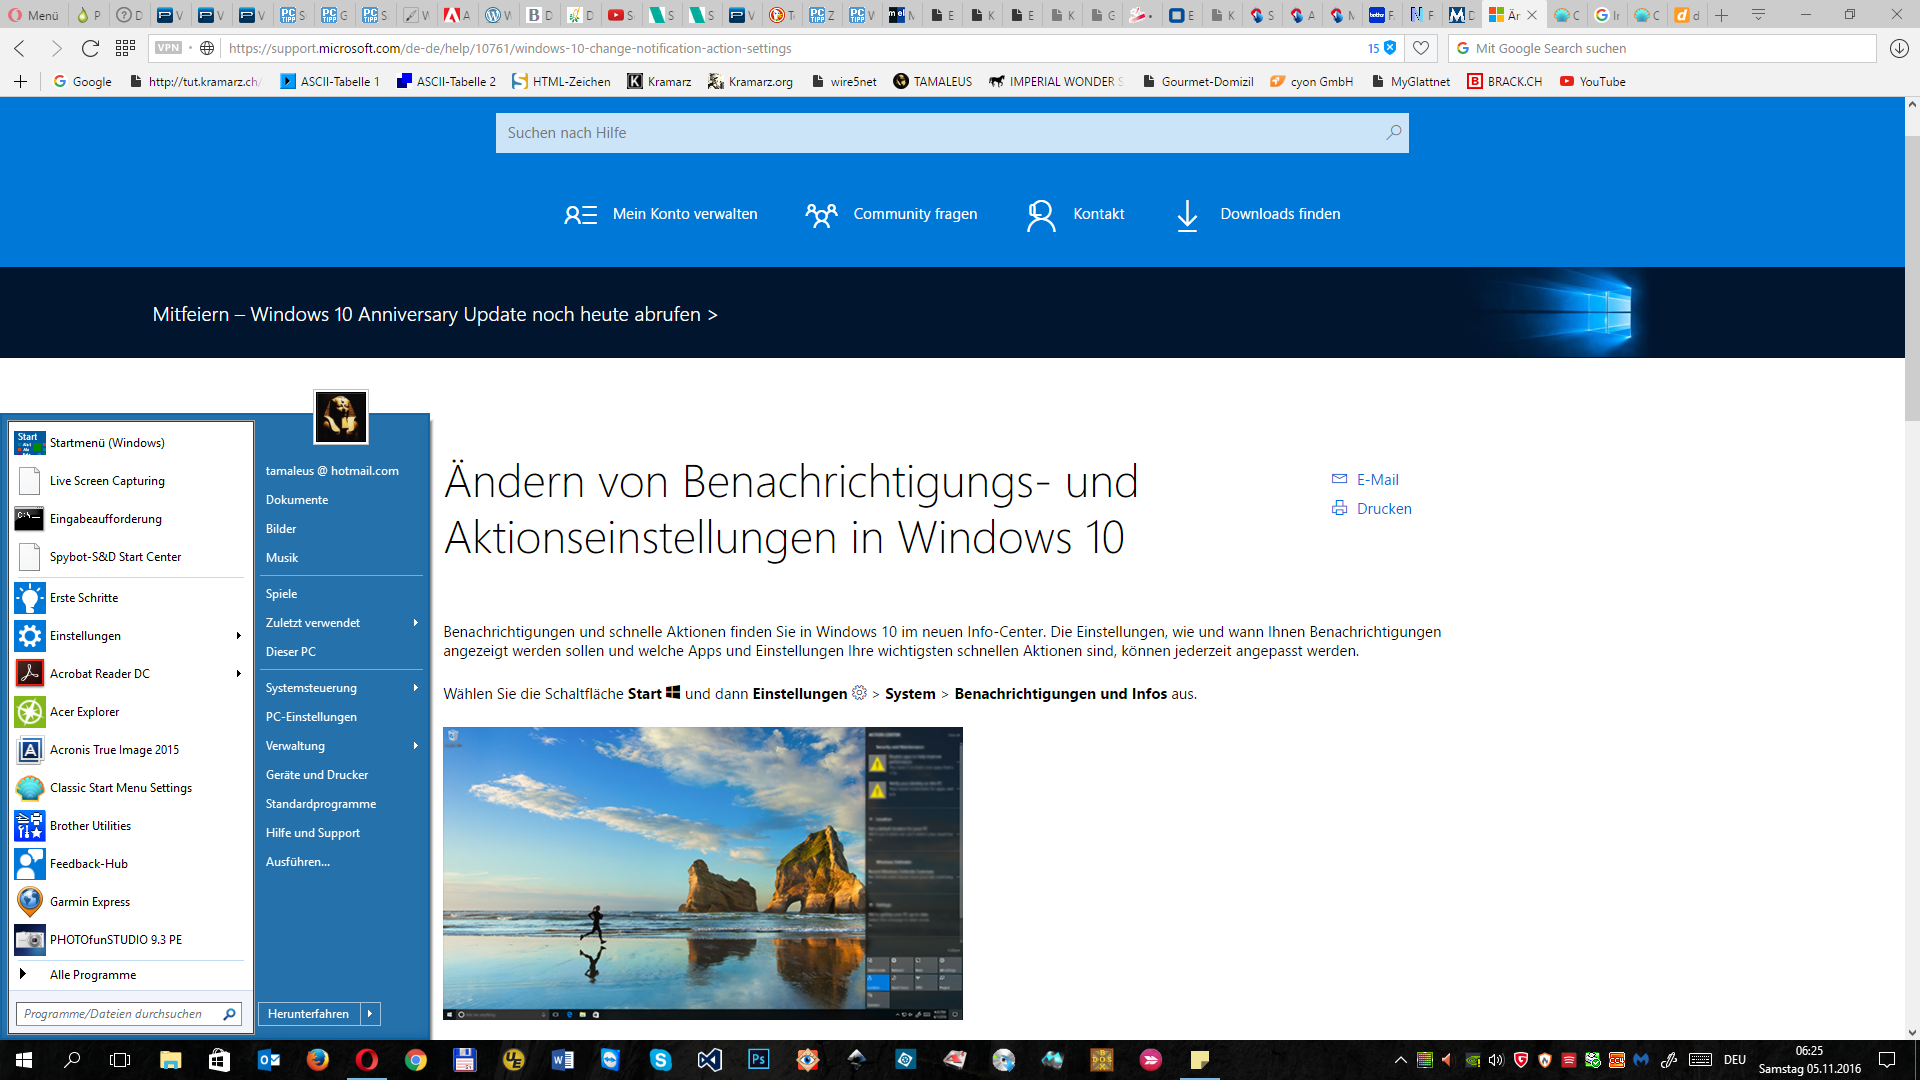 Menü
VPN
https://support.microsoft.com/de-de/help/10761/windows-10-change-notification-action-settings
15
Mit Google Search suchen
Google
http://tut.kramarz.ch/
ASCII-Tabelle 1
ASCII-Tabelle 2
HTML-Zeichen
Kramarz
Kramarz.org
wire5net
TAMALEUS
IMPERIAL WONDER S
Gourmet-Domizil
cyon GmbH
MyGlattnet
BRACK.CH
YouTube
Suchen nach Hilfe
Mein Konto verwalten
Community fragen
Kontakt
Downloads finden
Mitfeiern – Windows 10 Anniversary Update noch heute abrufen >
Startmenü (Windows)
Live Screen Capturing
Eingabeaufforderung
Spybot-S&D Start Center
Erste Schritte
Einstellungen
Acrobat Reader DC
Acer Explorer
Acronis True Image 2015
Classic Start Menu Settings
Brother Utilities
Feedback-Hub
Garmin Express
PHOTOfunSTUDIO 9.3 PE
Alle Programme
Programme/Dateien durchsuchen
tamaleus @ hotmail.com
Dokumente
Bilder
Musik
Spiele
Zuletzt verwendet
Dieser PC
Systemsteuerung
PC-Einstellungen
Verwaltung
Geräte und Drucker
Standardprogramme
Hilfe und Support
Ausführen...
Herunterfahren
Ändern von Benachrichtigungs- und
Aktionseinstellungen in Windows 10
E-Mail
Drucken
Benachrichtigungen und schnelle Aktionen finden Sie in Windows 10 im neuen Info-Center. Die Einstellungen, wie und wann Ihnen Benachrichtigungen
angezeigt werden sollen und welche Apps und Einstellungen Ihre wichtigsten schnellen Aktionen sind, können jederzeit angepasst werden.
Wählen Sie die Schaltfläche Start und dann Einstellungen > System > Benachrichtigungen und Infos aus.
DEU
06:25
Samstag 05.11.2016